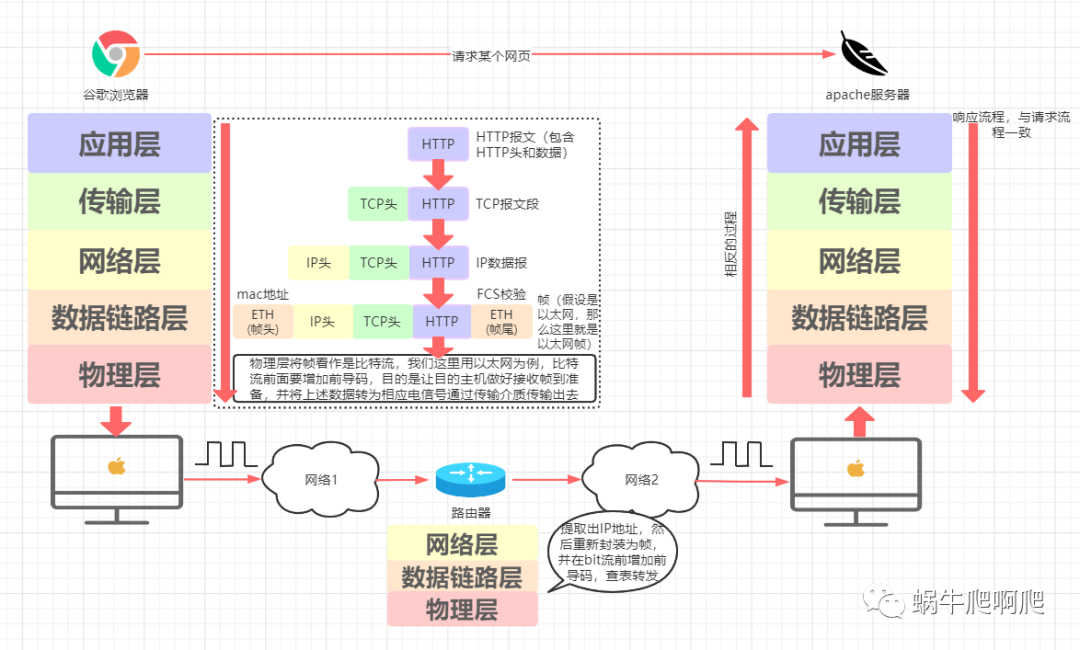 请求某个网页
谷歌浏览器
apache服务器
应用层
传输层
网络层
数据链路层
物理层
HTTP
HTTP报文（包含
HTTP头和数据）
TCP头
HTTP
TCP报文段
IP头
TCP头
HTTP
IP数据报
mac地址
FCS校验
ETH
(帧头)
IP头
TCP头
HTTP
ETH
(帧尾)
帧（假设是
以太网，那
么这里就是
以太网帧）
物理层将帧看作是比特流，我们这里用以太网为例，比特
流前面要增加前导码，目的是让目的主机做好接收帧到准
备，并将上述数据转为相应电信号通过传输介质传输出去
相反的过程
应用层
传输层
网络层
数据链路层
物理层
响应流程，与请求流
程一致
网络1
路由器
网络2
网络层
数据链路层
物理层
提取出IP地址，然
后重新封装为帧，
并在bit流前增加前
导码，查表转发
蜗牛爬啊爬